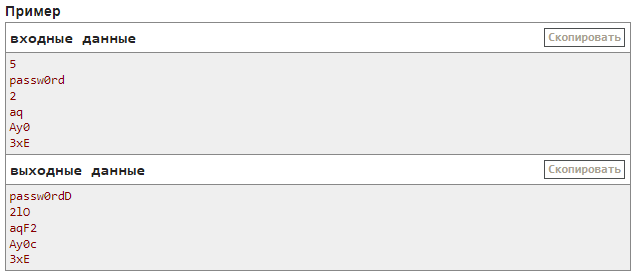 Пример
входные данные
Скопировать
5
passw0rd
2
aq
Ay0
3xE
выходные данные
Скопировать
passw0rdD
2lO
aqF2
Ay0c
3xE